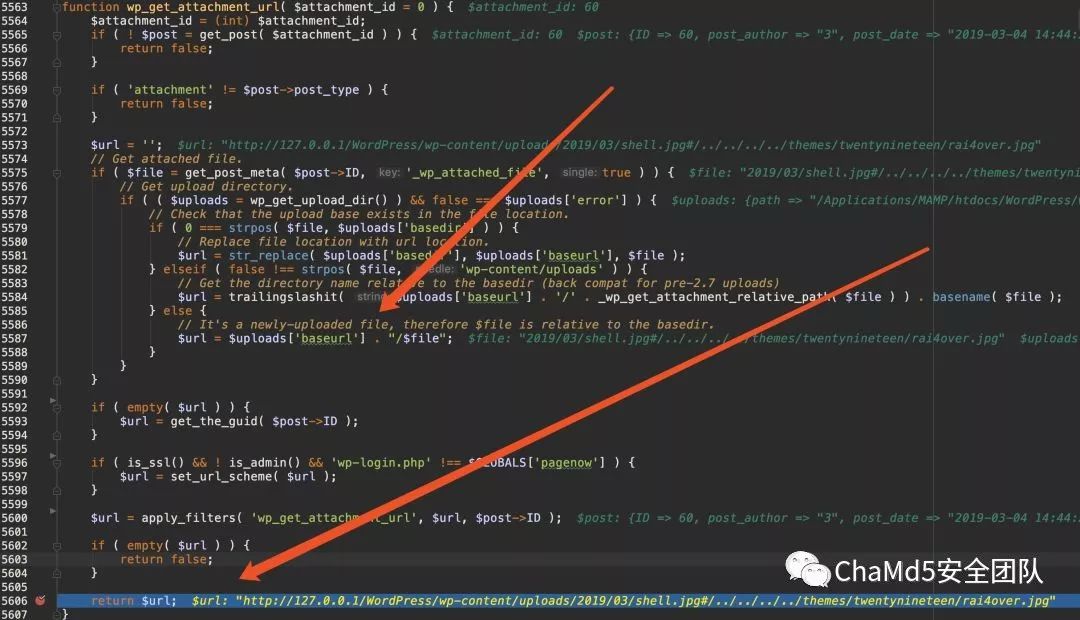 5563 function wp_get_attachment_url( $attachment_id = 0 ) { $attachment_id: 60
5564 $attachment_id = (int) $attachment_id;
5565 if ( ! $post = get_post( $attachment_id ) ) { $attachment_id: 60 $post: {ID => 60, post_author => "3", post_date => "2019-03-04 14:44:
5566 return false;
5567 }
5568
5569 if ( 'attachment' != $post->post_type ) {
5570 return false;
5571 }
5572
5573 $url = ''; $url: "http://127.0.0.1/WordPress/wp-content/uploads/2019/03/shell.jpg#/../../../../themes/twentynineteen/rai4over.jpg"
5574 // Get attached file.
5575 if ( $file = get_post_meta( $post->ID, key: '_wp_attached_file', single: true ) ) { $file: "2019/03/shell.jpg#/../../../../themes/twentynineteen
5576 // Get upload directory.
5577 if ( ( $uploads = wp_get_upload_dir() ) && false === $uploads['error'] ) { $uploads: {path => "/Applications/MAMP/htdocs/WordPress/
5578 // Check that the upload base exists in the file location.
5579 if ( 0 === strpos( $file, $uploads['basedir'] ) ) {
5580 // Replace file location with url location.
5581 $url = str_replace( $uploads['basedir'], $uploads['baseurl'], $file );
5582 } elseif ( false !== strpos( $file, needle: 'wp-content/uploads' ) ) {
5583 // Get the directory name relative to the basedir (back compat for pre-2.7 uploads)
5584 $url = trailingslashit( string: $uploads['baseurl'] . '/' . _wp_get_attachment_relative_path( $file ) ) . basename( $file );
5585 } else {
5586 // It's a newly-uploaded file, therefore $file is relative to the basedir.
5587 $url = $uploads['baseurl'] . "/$file"; $file: "2019/03/shell.jpg#/../../../../themes/twentynineteen/rai4over.jpg" $uploads
5588 }
5589 }
5590 }
5591
5592 if ( empty( $url ) ) {
5593 $url = get_the_guid( $post->ID );
5594 }
5595
5596 if ( is_ssl() && ! is_admin() && 'wp-login.php' !== $GLOBALS['pagenow'] ) {
5597 $url = set_url_scheme( $url );
5598 }
5599
5600 $url = apply_filters( 'wp_get_attachment_url', $url, $post->ID ); $post: {ID => 60, post_author => "3", post_date => "2019-03-04 14:44:
5601
5602 if ( empty( $url ) ) {
5603 return false;
5604 }
5605
5606 return $url; $url: "http://127.0.0.1/WordPress/wp-content/uploads/2019/03/shell.jpg#/../../../../themes/twentynineteen/rai4over.jpg"
5607 }
ChaMd5安全团队